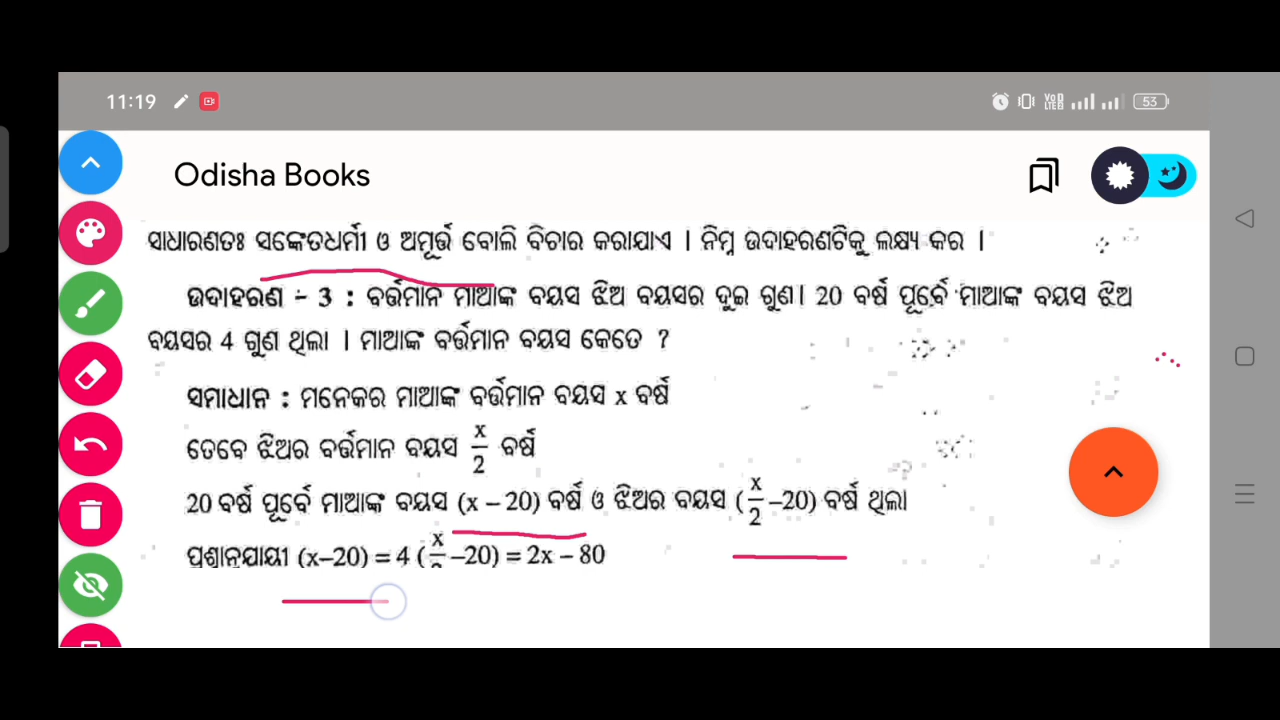 11:19
VoD LTE 53
Odisha Books
ସାଧାରଣତଃ ସଙ୍କେତଧର୍ମୀ ଓ ଅମୂର୍ତ୍ତ ବୋଲି ବିଚାର କରାଯାଏ । ନିମ୍ନ ଉଦାହରଣଟିକୁ ଲକ୍ଷ୍ୟ କର ।
ଉଦାହରଣ – 3 : ବର୍ତ୍ତମାନ ମାଆଙ୍କ ବୟସ ଝିଅ ବୟସର ଦୁଇ ଗୁଣ। 20 ବର୍ଷ ପୂର୍ବେ ମାଆଙ୍କ ବୟସ ଝିଅ
ବୟସର 4 ଗୁଣ ଥିଲା । ମାଆଙ୍କ ବର୍ତ୍ତମାନ ବୟସ କେତେ ?
ସମାଧାନ : ମନେକର ମାଆଙ୍କ ବର୍ତ୍ତମାନ ବୟସ x ବର୍ଷ
ତେବେ ଝିଅର ବର୍ତ୍ତମାନ ବୟସ x/2 ବର୍ଷ
20 ବର୍ଷ ପୂର୍ବେ ମାଆଙ୍କ ବୟସ (x – 20) ବର୍ଷ ଓ ଝିଅର ବୟସ (x/2 –20) ବର୍ଷ ଥିଲା
ପ୍ରଶ୍ନାନୁଯାୟୀ (x–20) = 4 (x/2 –20) = 2x – 80